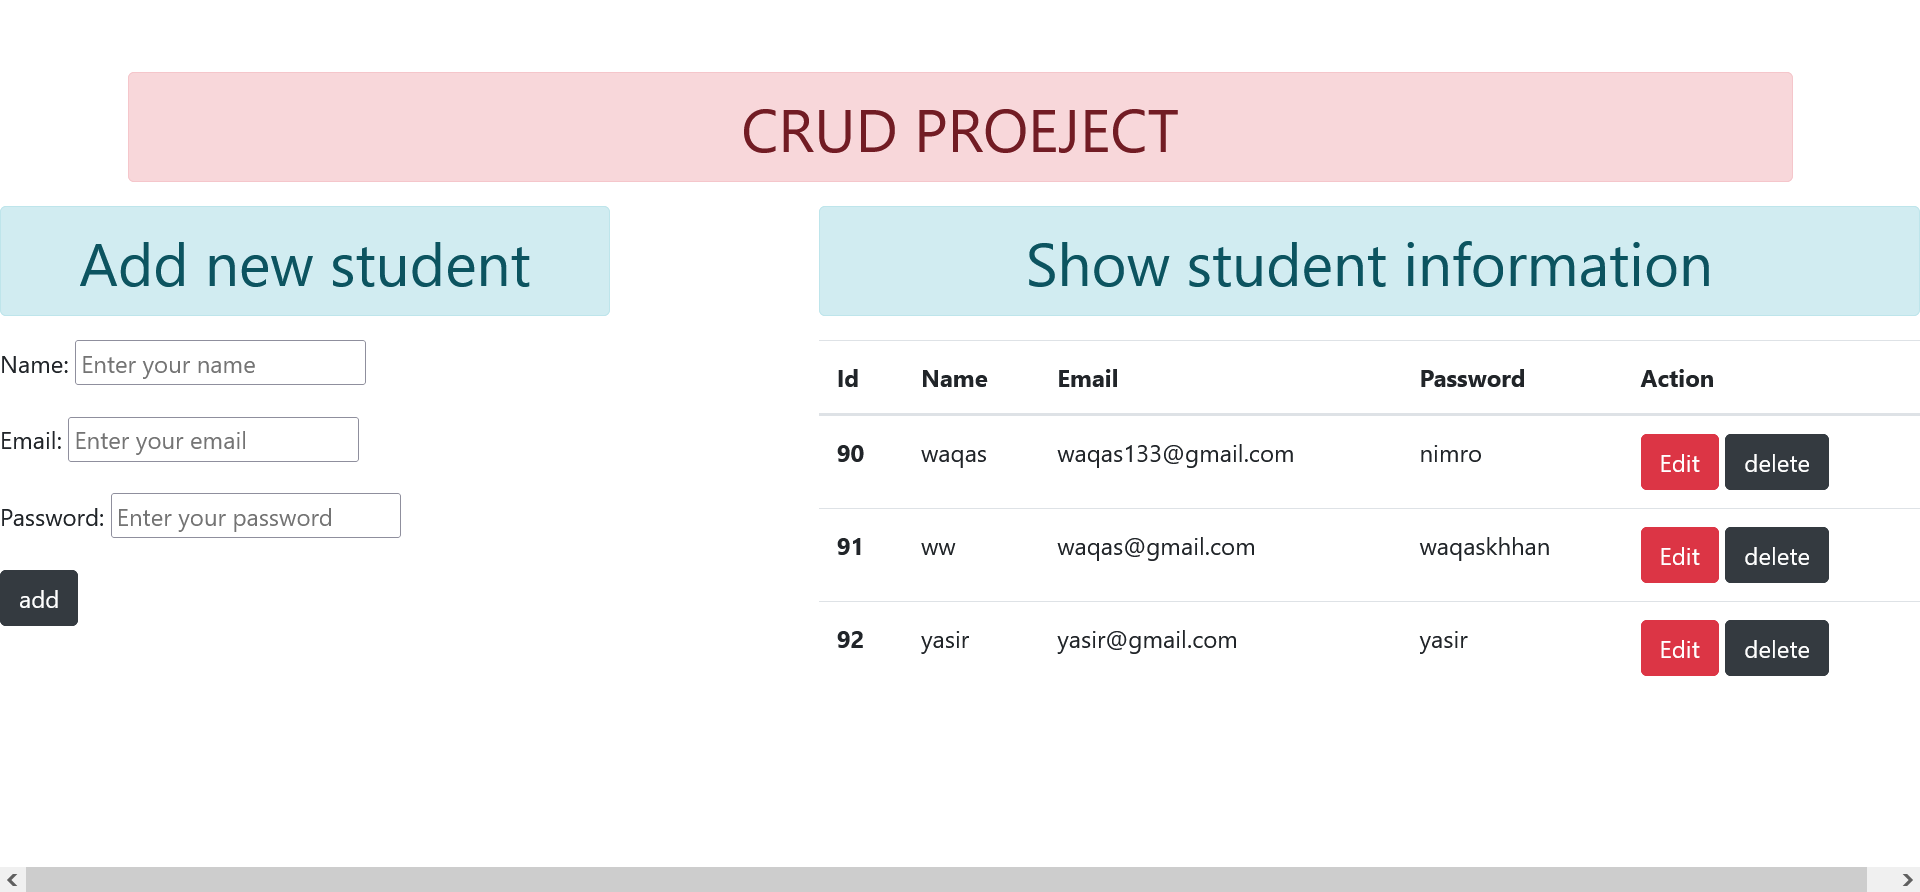 CRUD PROEJECT
Add new student
Name: Enter your name
Email: Enter your email
Password: Enter your password
add
Show student information
Id Name Email Password Action
90 waqas waqas133@gmail.com nimro Edit delete
91 ww waqas@gmail.com waqaskhhan Edit delete
92 yasir yasir@gmail.com yasir Edit delete